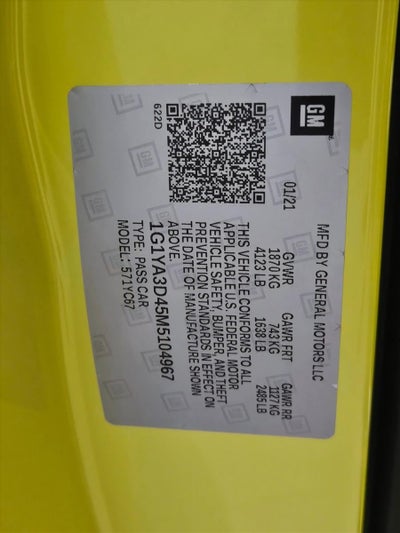 GM
MFD BY GENERAL MOTORS LLC
01/21
GVWR GAWR FRT GAWR RR
1870 KG 743 KG 1127 KG
4123 LB 1638 LB 2485 LB
THIS VEHICLE CONFORMS TO ALL
APPLICABLE U.S. FEDERAL MOTOR
VEHICLE SAFETY, BUMPER, AND THEFT
PREVENTION STANDARDS IN EFFECT ON
THE DATE OF MANUFACTURE SHOWN
ABOVE.
1G1YA3D45M5104967
TYPE: PASS CAR
MODEL: 571YC67
622D